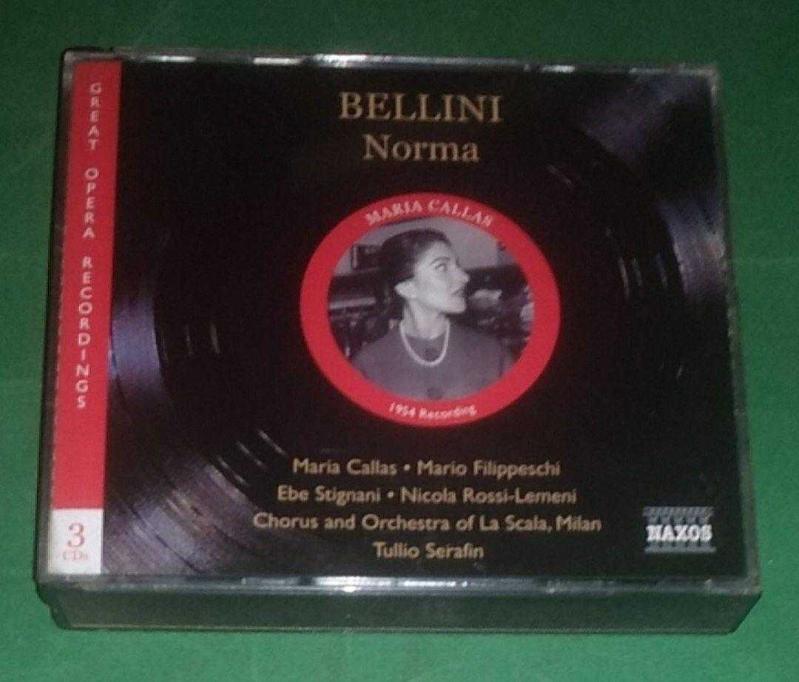 GREAT OPERA RECORDINGS
3
CDs
BELLINI
Norma
MARIA CALLAS
1954 Recording
Maria Callas • Mario Filippeschi
Ebe Stignani • Nicola Rossi-Lemeni
Chorus and Orchestra of La Scala, Milan
Tullio Serafin
NAXOS